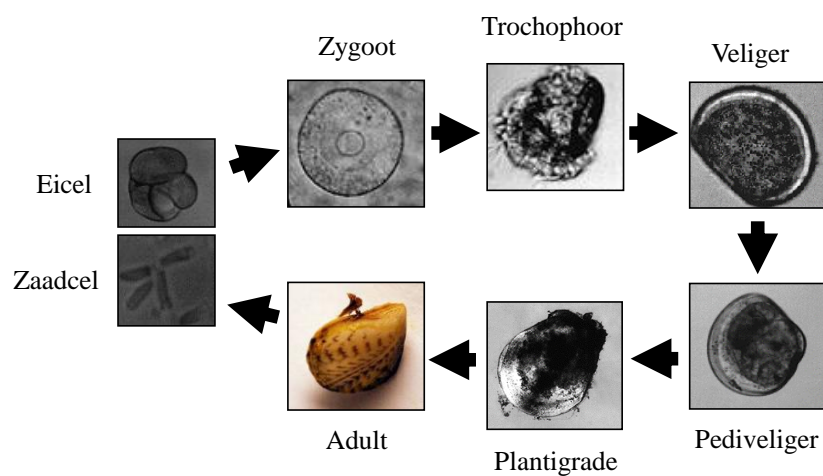 Zygoot
Trochophoor
Veliger
Eicel
Zaadcel
Adult
Plantigrade
Pediveliger